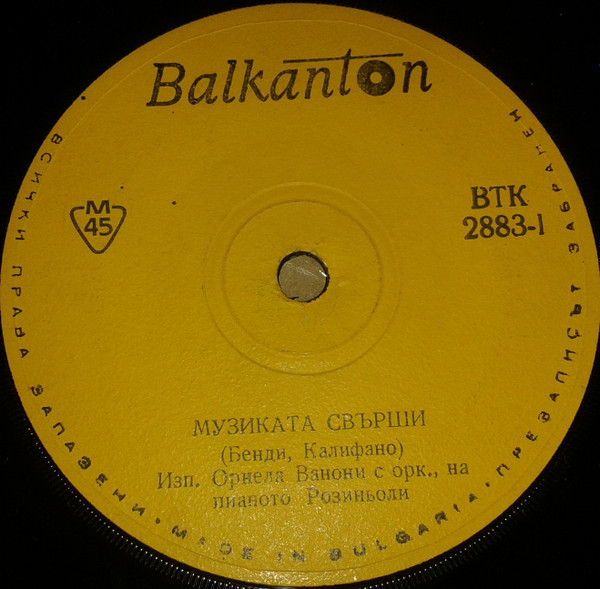 Balkanton
М
45
ВТК
2883-I
МУЗИКАТА СВЪРШИ
(Бенди, Калифано)
Изп. Орнела Ванони с орк., на
пианото Розиньоли
ВСИЧКИ ПРАВА ЗАПАЗЕНИ · MADE IN BULGARIA · ПРЕЗАПИСЪТ ЗАБРАНЕН